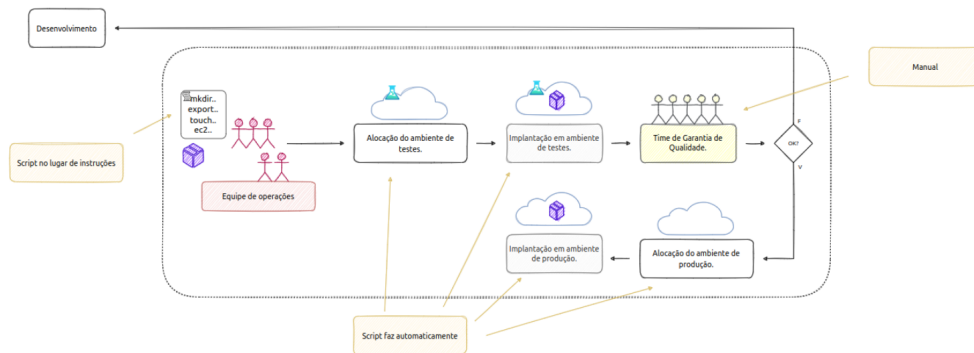 Desenvolvimento
Manual
mkdir..
export..
touch..
ec2..
Script no lugar de instruções
Equipe de operações
Alocação do ambiente de
testes.
Implantação em ambiente
de testes.
Time de Garantia de
Qualidade.
F
OK?
V
Implantação em ambiente
de produção.
Alocação do ambiente de
produção.
Script faz automaticamente